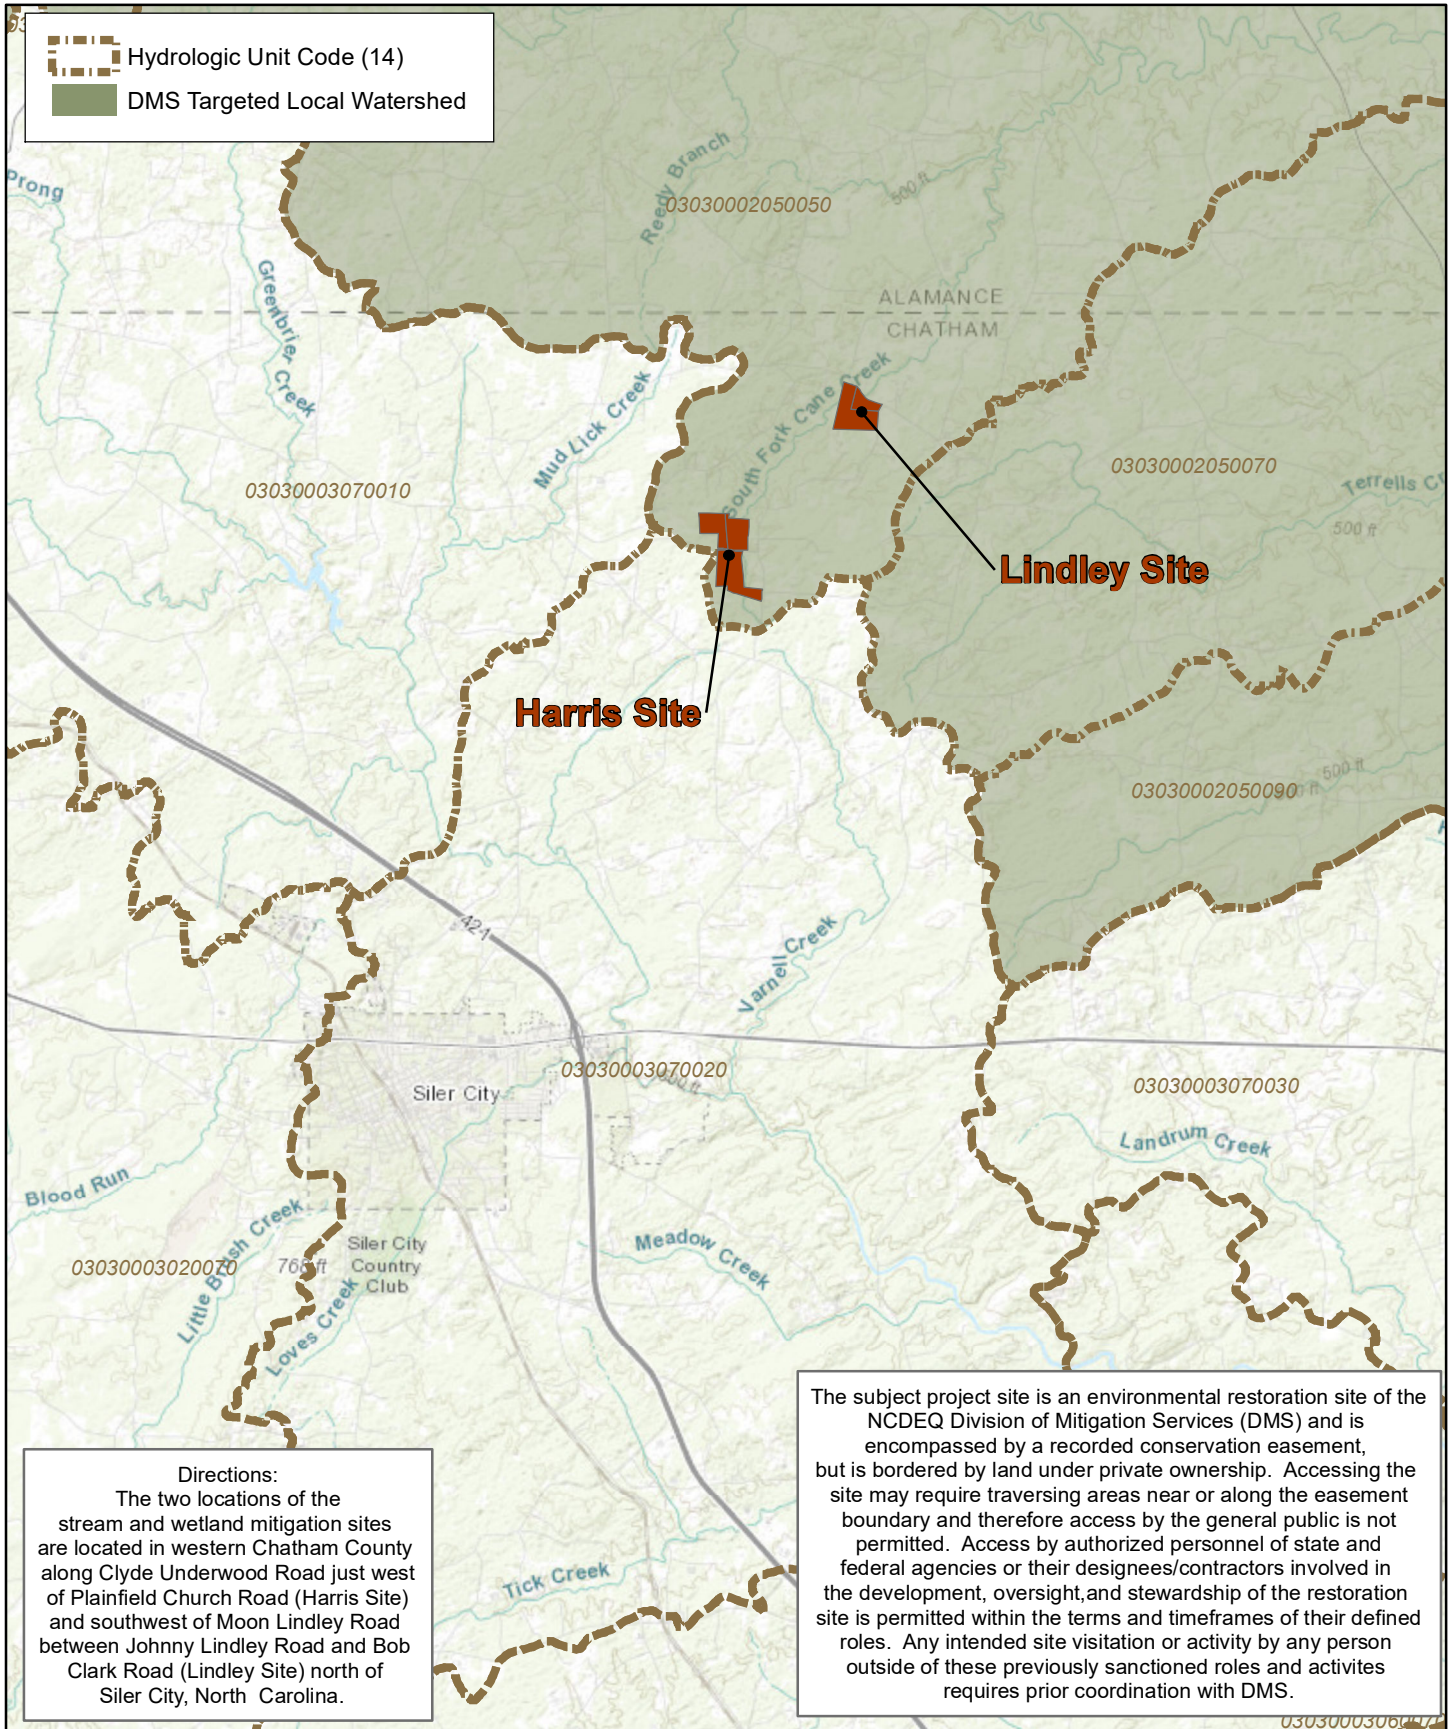 Hydrologic Unit Code (14)
DMS Targeted Local Watershed
Prong
Reedy Branch
500 ft
03030002050050
Greenbrier Creek
ALAMANCE
CHATHAM
Mud Lick Creek
South Fork Cane Creek
03030003070010
03030002050070
Terrells Cr
500 ft
Lindley Site
Harris Site
03030002050090
500 ft
421
Varnell Creek
03030003070020
Siler City
03030003070030
Landrum Creek
Blood Run
Little Brush Creek
03030003020070
768 ft
Siler City
Country
Club
Meadow Creek
Loves Creek
Tick Creek
Directions:
The two locations of the
stream and wetland mitigation sites
are located in western Chatham County
along Clyde Underwood Road just west
of Plainfield Church Road (Harris Site)
and southwest of Moon Lindley Road
between Johnny Lindley Road and Bob
Clark Road (Lindley Site) north of
Siler City, North  Carolina.
The subject project site is an environmental restoration site of the
NCDEQ Division of Mitigation Services (DMS) and is
encompassed by a recorded conservation easement,
but is bordered by land under private ownership.  Accessing the
site may require traversing areas near or along the easement
boundary and therefore access by the general public is not
permitted.  Access by authorized personnel of state and
federal agencies or their designees/contractors involved in
the development, oversight,and stewardship of the restoration
site is permitted within the terms and timeframes of their defined
roles.  Any intended site visitation or activity by any person
outside of these previously sanctioned roles and activites
requires prior coordination with DMS.